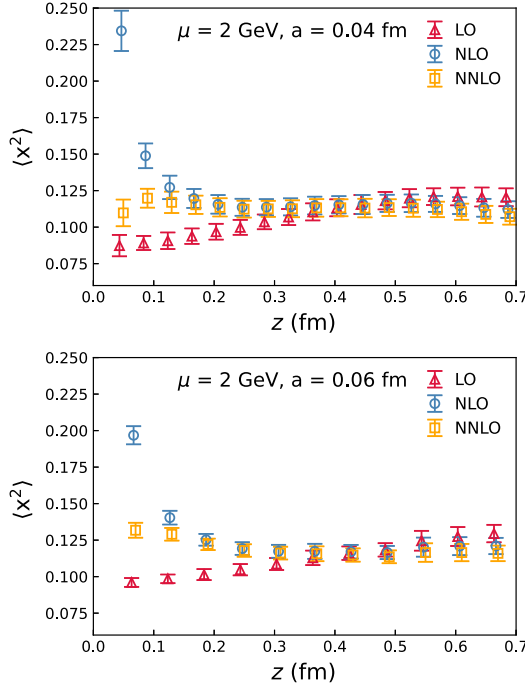 μ = 2 GeV, a = 0.04 fm
LO
NLO
NNLO
⟨x²⟩
0.250
0.225
0.200
0.175
0.150
0.125
0.100
0.075
0.0 0.1 0.2 0.3 0.4 0.5 0.6 0.7
z (fm)
μ = 2 GeV, a = 0.06 fm
LO
NLO
NNLO
⟨x²⟩
0.250
0.225
0.200
0.175
0.150
0.125
0.100
0.075
0.0 0.1 0.2 0.3 0.4 0.5 0.6 0.7
z (fm)